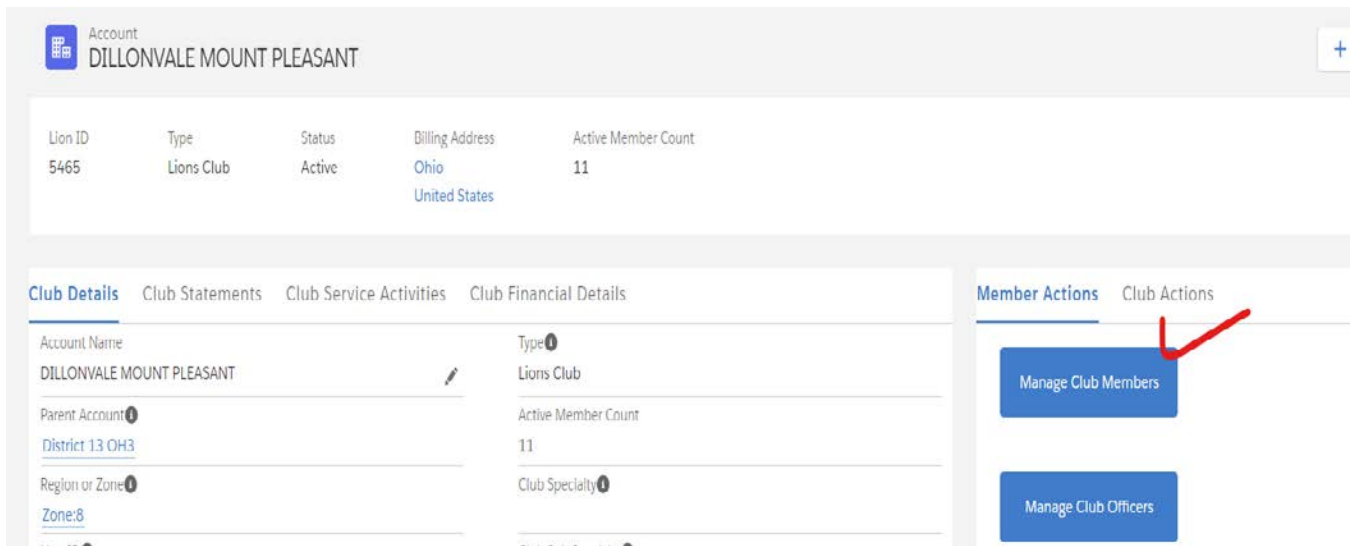 Account
DILLONVALE MOUNT PLEASANT
+
Lion ID Type Status Billing Address Active Member Count
5465 Lions Club Active Ohio 11
United States
Club Details Club Statements Club Service Activities Club Financial Details
Member Actions Club Actions
Account Name Type
DILLONVALE MOUNT PLEASANT Lions Club
Manage Club Members
Parent Account Active Member Count
District 13 OH3 11
Region or Zone Club Specialty
Zone:8
Manage Club Officers